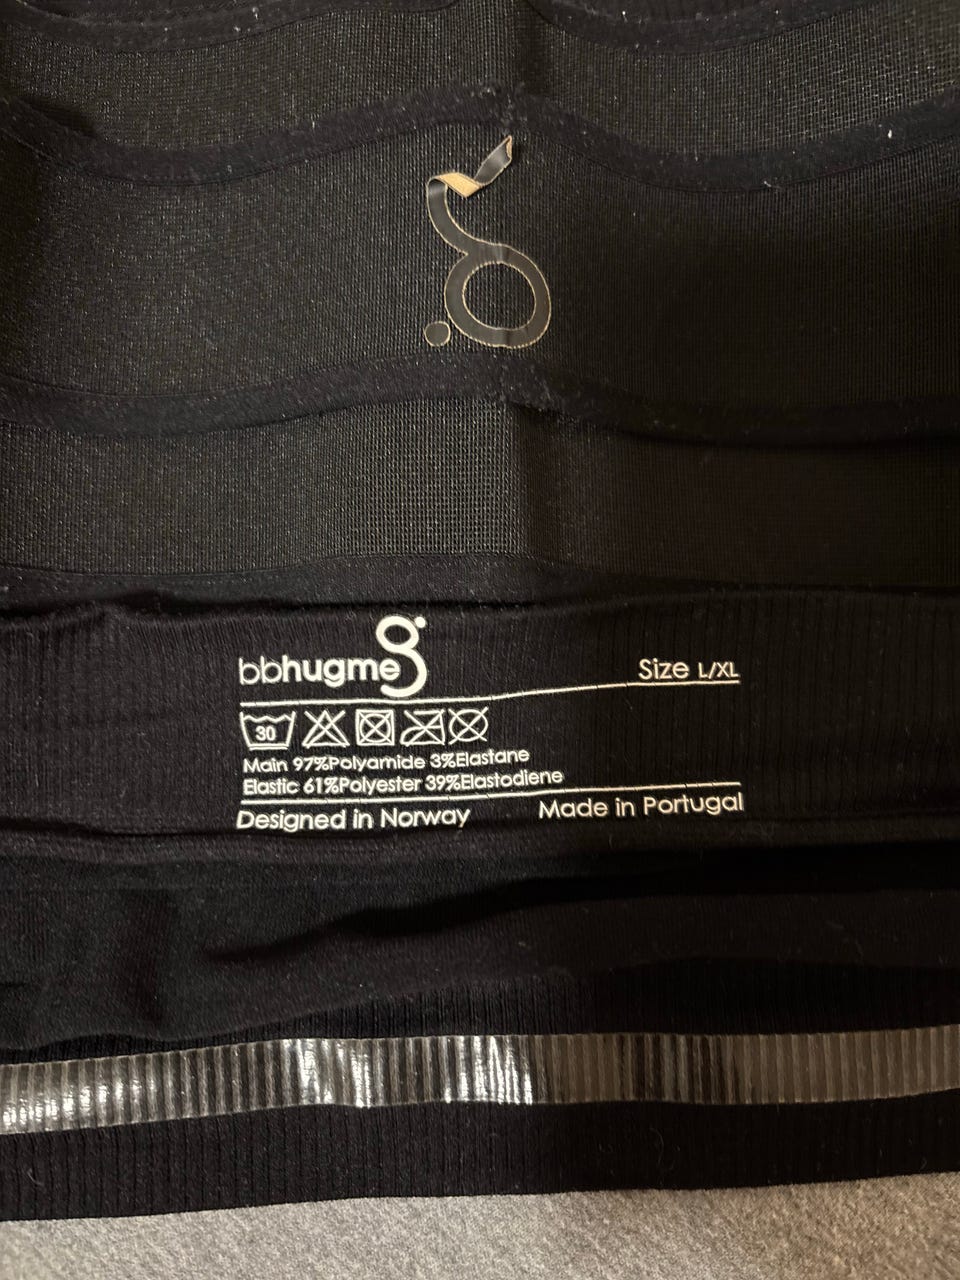 bbhugme
Size L/XL
30
Main 97%Polyamide 3%Elastane
Elastic 61%Polyester 39%Elastodiene
Designed in Norway
Made in Portugal